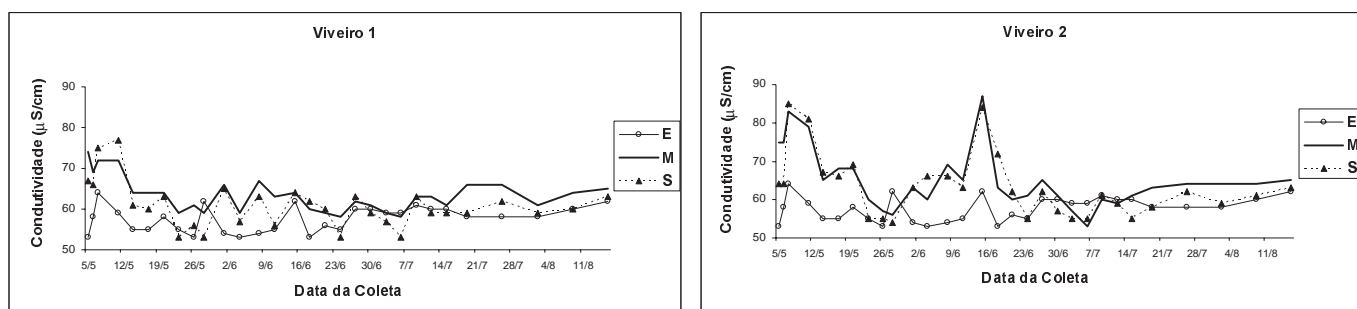 Viveiro 1
Condutividade (µS/cm)
90
80
70
60
50
5/5 12/5 19/5 26/5 2/6 9/6 16/6 23/6 30/6 7/7 14/7 21/7 28/7 4/8 11/8
Data da Coleta
E
M
S
Viveiro 2
Condutividade (µS/cm)
90
80
70
60
50
5/5 12/5 19/5 26/5 2/6 9/6 16/6 23/6 30/6 7/7 14/7 21/7 28/7 4/8 11/8
Data da Coleta
E
M
S